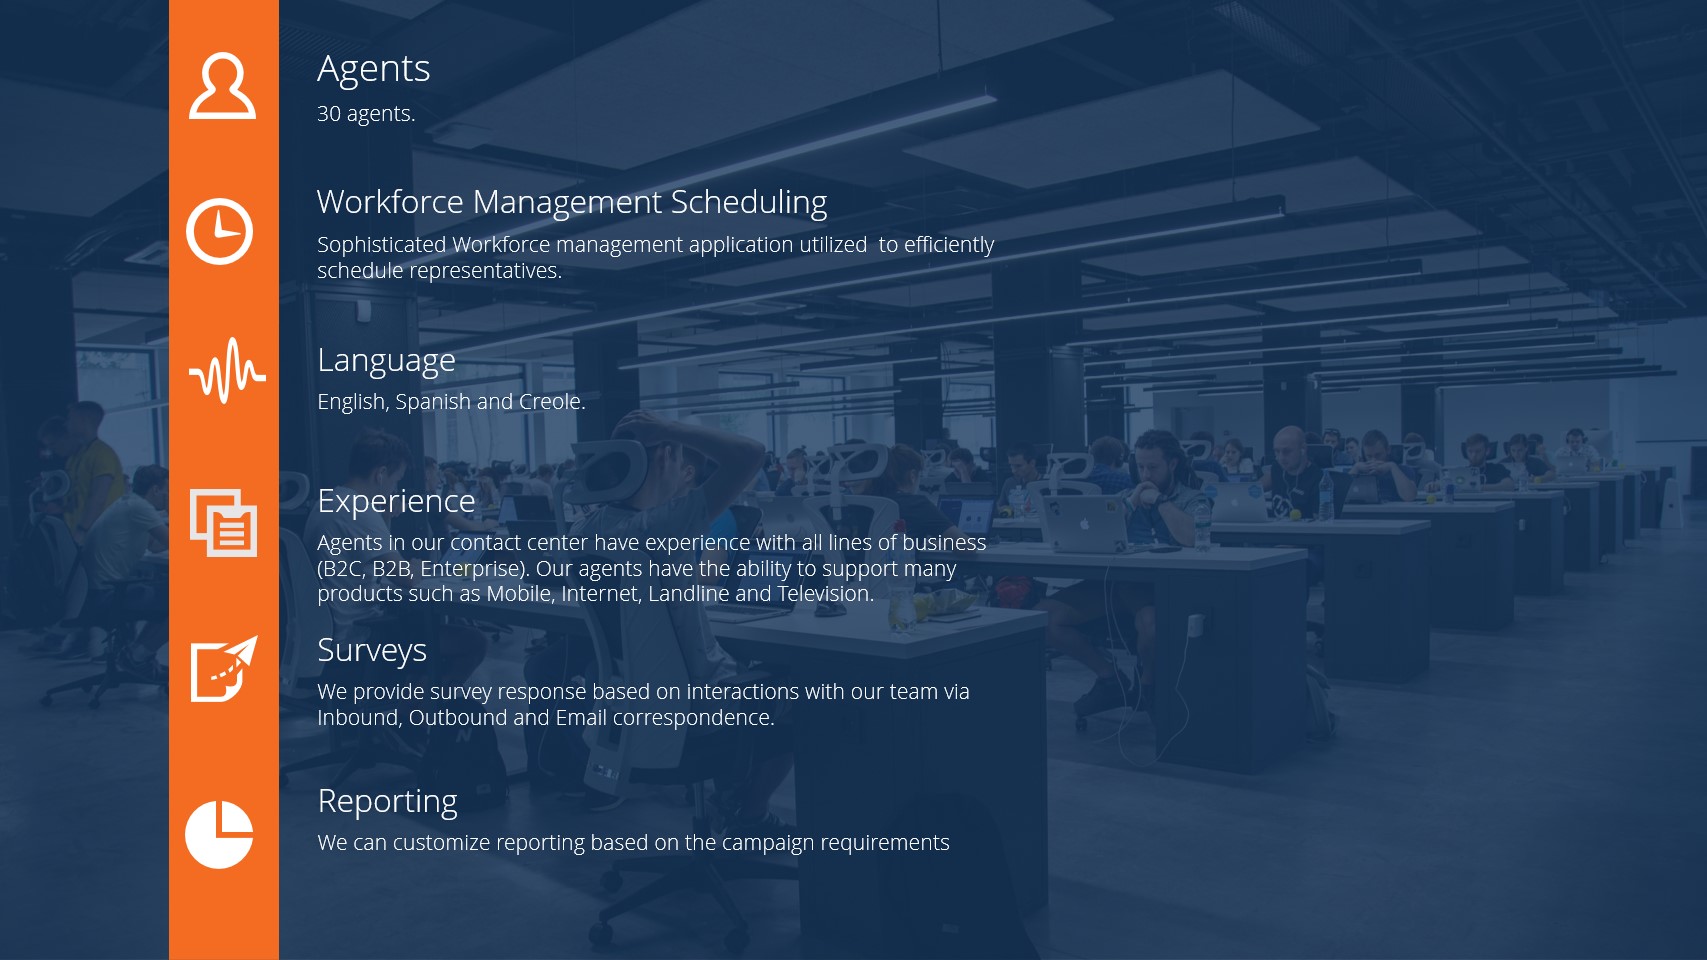 Agents
30 agents.
Workforce Management Scheduling
Sophisticated Workforce management application utilized  to efficiently
schedule representatives.
Language
English, Spanish and Creole.
Experience
Agents in our contact center have experience with all lines of business
(B2C, B2B, Enterprise). Our agents have the ability to support many
products such as Mobile, Internet, Landline and Television.
Surveys
We provide survey response based on interactions with our team via
Inbound, Outbound and Email correspondence.
Reporting
We can customize reporting based on the campaign requirements